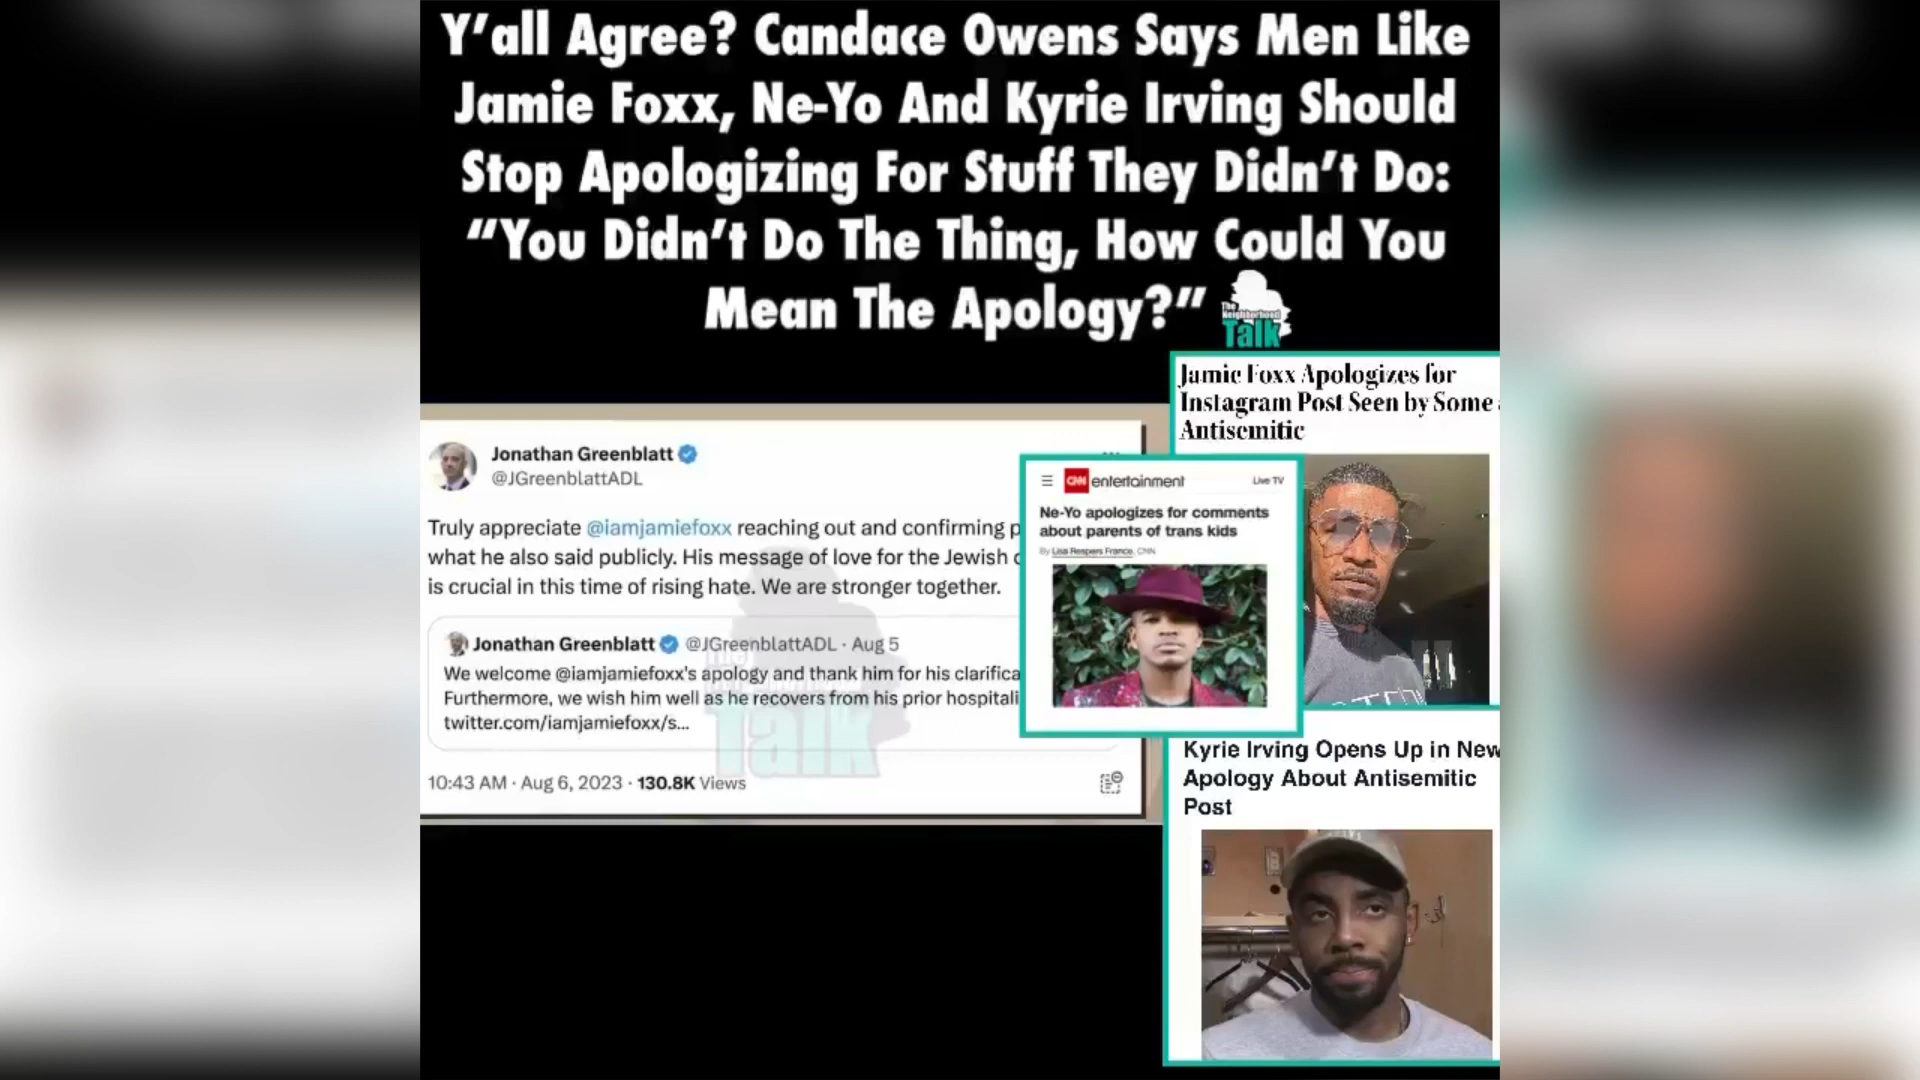 Y'all Agree? Candace Owens Says Men Like
Jamie Foxx, Ne-Yo And Kyrie Irving Should
Stop Apologizing For Stuff They Didn't Do:
“You Didn't Do The Thing, How Could You
Mean The Apology?”
The
Neighborhood
Talk
Jonathan Greenblatt
@JGreenblattADL
Truly appreciate @iamjamiefoxx reaching out and confirming p
what he also said publicly. His message of love for the Jewish c
is crucial in this time of rising hate. We are stronger together.
Jonathan Greenblatt @JGreenblattADL · Aug 5
We welcome @iamjamiefoxx's apology and thank him for his clarifica
Furthermore, we wish him well as he recovers from his prior hospitali
twitter.com/iamjamiefoxx/s...
10:43 AM · Aug 6, 2023 · 130.8K Views
The
Neighborhood
Talk
Jamie Foxx Apologizes for
Instagram Post Seen by Some
Antisemitic
CNN entertainment Live TV
Ne-Yo apologizes for comments
about parents of trans kids
By Lisa Respers France, CNN
Kyrie Irving Opens Up in New
Apology About Antisemitic
Post